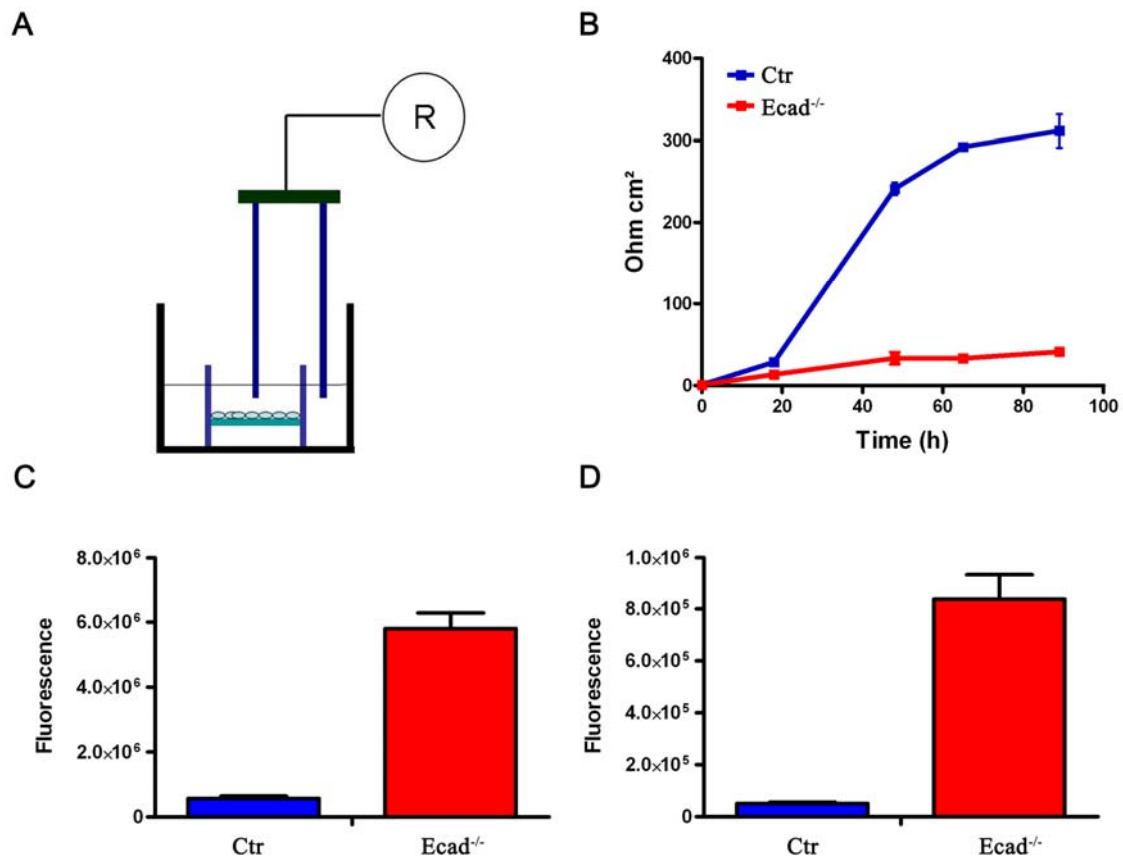 A
R
B
400
300
200
100
0
Ohm cm²
Ctr
Ecad⁻/⁻
0
20
40
60
80
100
Time (h)
C
8.0×10⁶
6.0×10⁶
4.0×10⁶
2.0×10⁶
0
Fluorescence
Ctr
Ecad⁻/⁻
D
1.0×10⁶
8.0×10⁵
6.0×10⁵
4.0×10⁵
2.0×10⁵
0
Fluorescence
Ctr
Ecad⁻/⁻